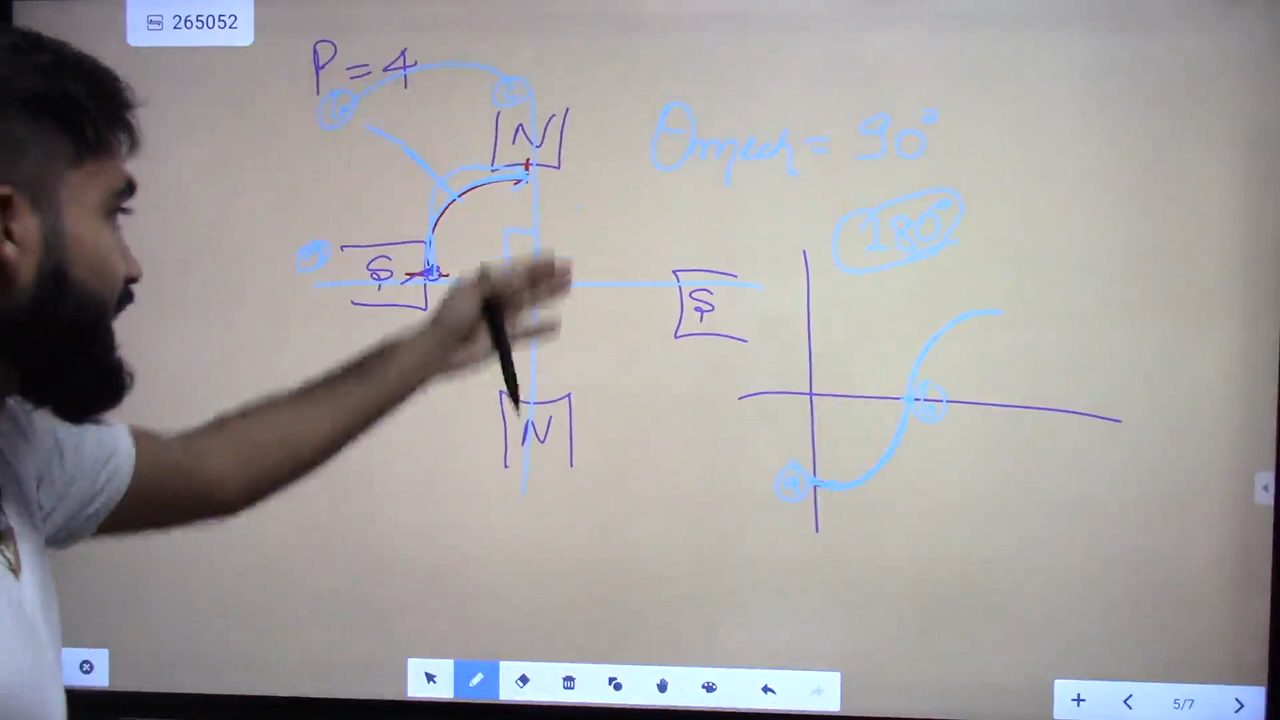 265052
P = 4
N
θmech = 90°
180°
S
S
N
5/7